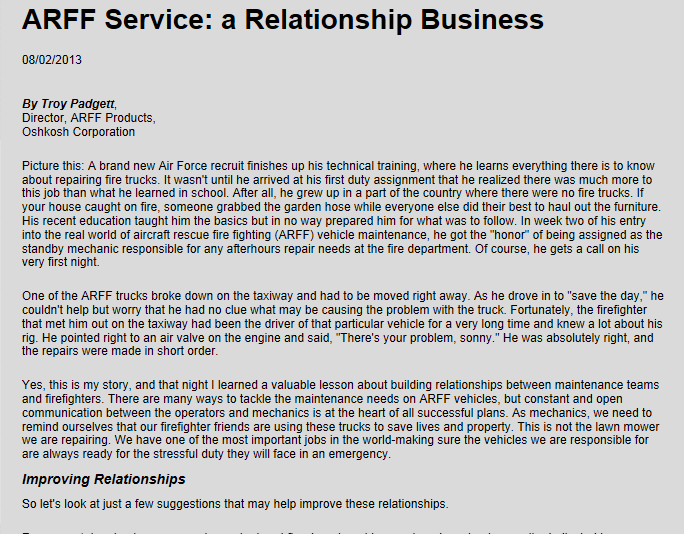 ARFF Service: a Relationship Business
08/02/2013
By Troy Padgett,
Director, ARFF Products,
Oshkosh Corporation
Picture this: A brand new Air Force recruit finishes up his technical training, where he learns everything there is to know
about repairing fire trucks. It wasn't until he arrived at his first duty assignment that he realized there was much more to
this job than what he learned in school. After all, he grew up in a part of the country where there were no fire trucks. If
your house caught on fire, someone grabbed the garden hose while everyone else did their best to haul out the furniture.
His recent education taught him the basics but in no way prepared him for what was to follow. In week two of his entry
into the real world of aircraft rescue fire fighting (ARFF) vehicle maintenance, he got the "honor" of being assigned as the
standby mechanic responsible for any afterhours repair needs at the fire department. Of course, he gets a call on his
very first night.
One of the ARFF trucks broke down on the taxiway and had to be moved right away. As he drove in to "save the day," he
couldn't help but worry that he had no clue what may be causing the problem with the truck. Fortunately, the firefighter
that met him out on the taxiway had been the driver of that particular vehicle for a very long time and knew a lot about his
rig. He pointed right to an air valve on the engine and said, "There's your problem, sonny." He was absolutely right, and
the repairs were made in short order.
Yes, this is my story, and that night I learned a valuable lesson about building relationships between maintenance teams
and firefighters. There are many ways to tackle the maintenance needs on ARFF vehicles, but constant and open
communication between the operators and mechanics is at the heart of all successful plans. As mechanics, we need to
remind ourselves that our firefighter friends are using these trucks to save lives and property. This is not the lawn mower
we are repairing. We have one of the most important jobs in the world-making sure the vehicles we are responsible for
are always ready for the stressful duty they will face in an emergency.
Improving Relationships
So let's look at just a few suggestions that may help improve these relationships.